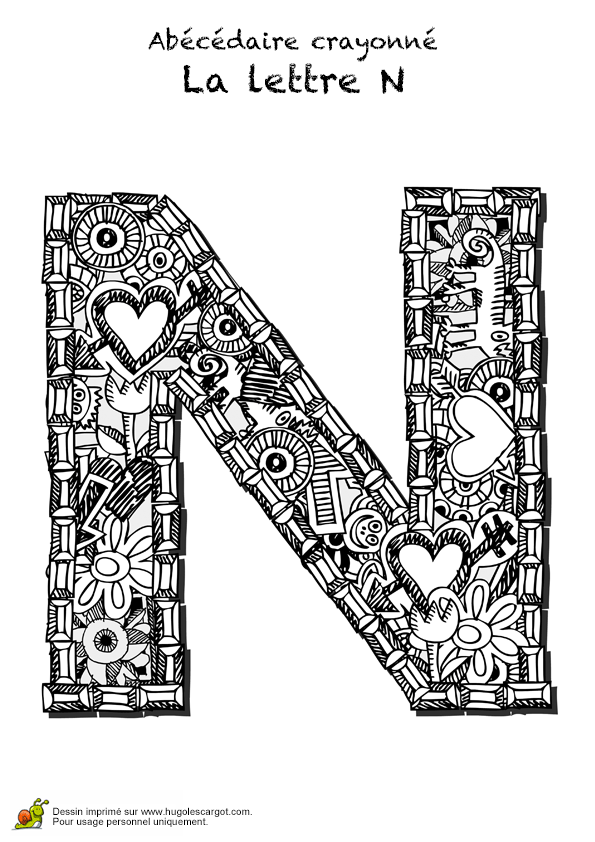 Abécédaire crayonné
La lettre N
N
Dessin imprimé sur www.hugolescargot.com.
Pour usage personnel uniquement.